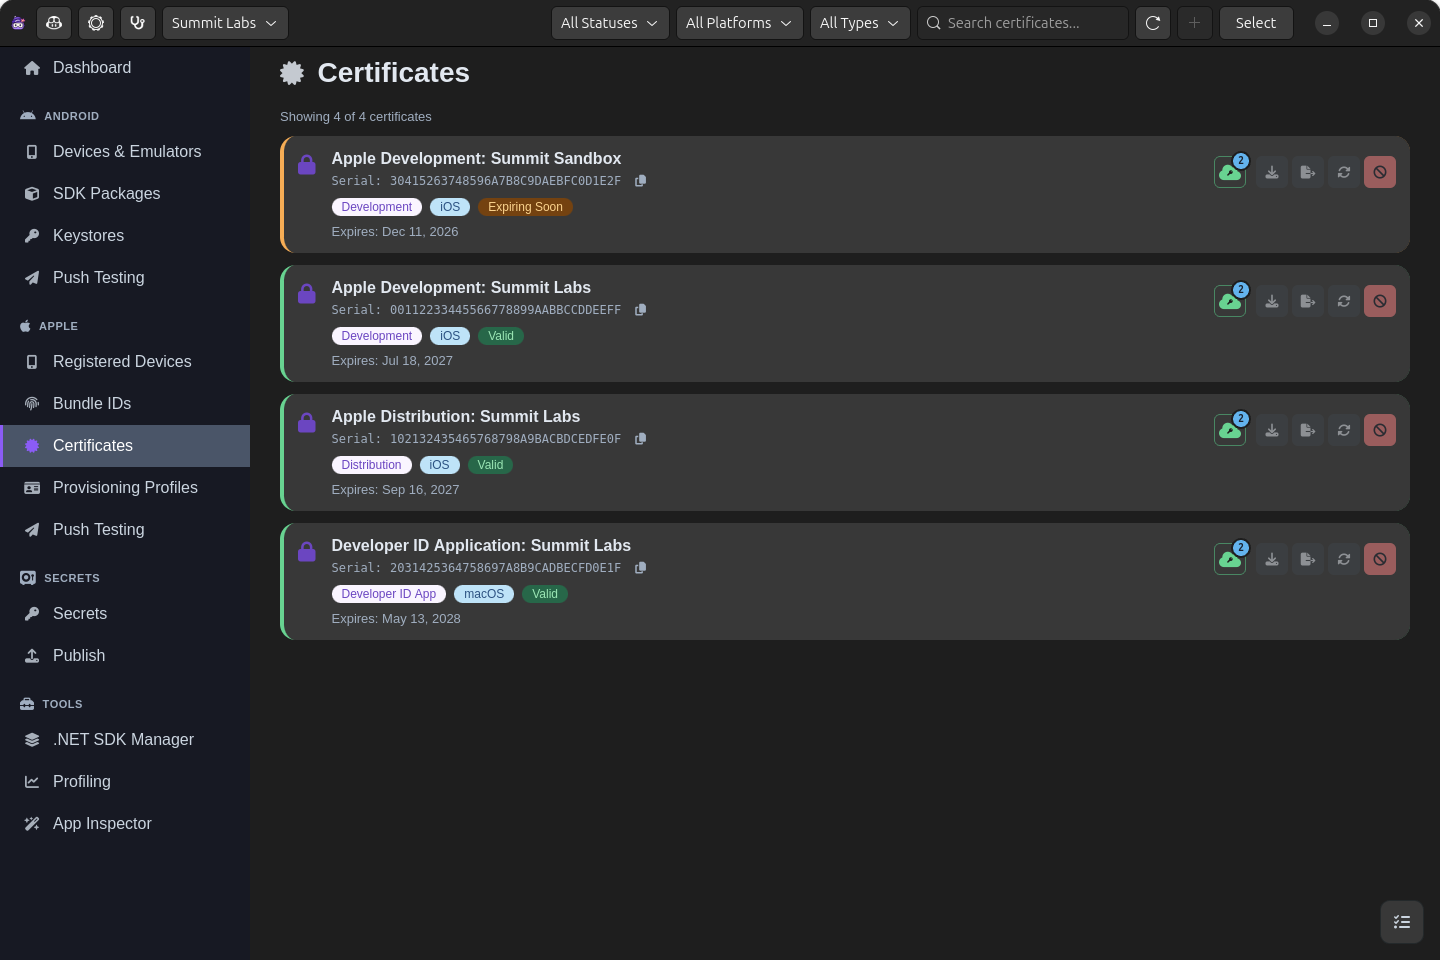 Summit Labs
All Statuses
All Platforms
All Types
Search certificates...
Select
Dashboard
ANDROID
Devices & Emulators
SDK Packages
Keystores
Push Testing
APPLE
Registered Devices
Bundle IDs
Certificates
Provisioning Profiles
Push Testing
SECRETS
Secrets
Publish
TOOLS
.NET SDK Manager
Profiling
App Inspector
Certificates
Showing 4 of 4 certificates
Apple Development: Summit Sandbox
2
Serial: 30415263748596A7B8C9DAEBFC0D1E2F
Development iOS Expiring Soon
Expires: Dec 11, 2026
Apple Development: Summit Labs
2
Serial: 00112233445566778899AABBCCDDEEFF
Development iOS Valid
Expires: Jul 18, 2027
Apple Distribution: Summit Labs
2
Serial: 102132435465768798A9BACBDCEDFE0F
Distribution iOS Valid
Expires: Sep 16, 2027
Developer ID Application: Summit Labs
2
Serial: 2031425364758697A8B9CADBECFD0E1F
Developer ID App macOS Valid
Expires: May 13, 2028